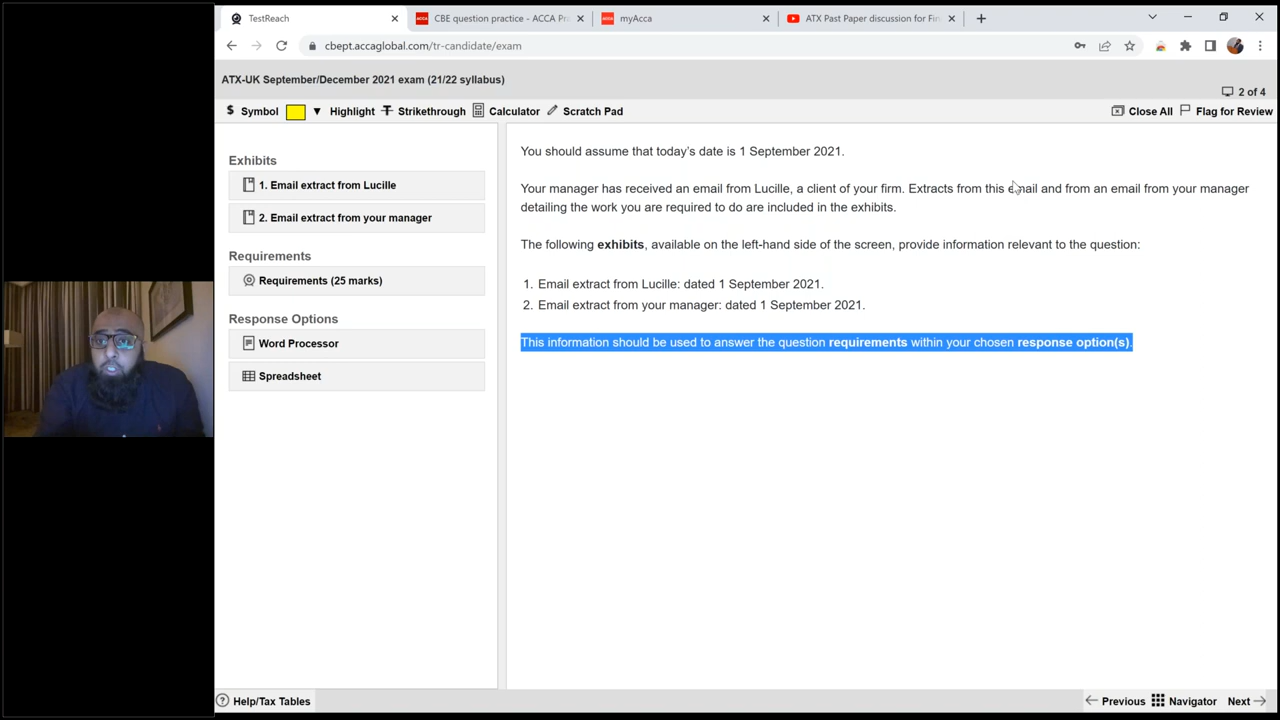 TestReach
CBE question practice - ACCA Pr
myAcca
ATX Past Paper discussion for Fin
cbept.accaglobal.com/tr-candidate/exam
ATX-UK September/December 2021 exam (21/22 syllabus)
2 of 4
$ Symbol Highlight Strikethrough Calculator Scratch Pad Close All Flag for Review
Exhibits
1. Email extract from Lucille
2. Email extract from your manager
Requirements
Requirements (25 marks)
Response Options
Word Processor
Spreadsheet
You should assume that today's date is 1 September 2021.
Your manager has received an email from Lucille, a client of your firm. Extracts from this email and from an email from your manager
detailing the work you are required to do are included in the exhibits.
The following exhibits, available on the left-hand side of the screen, provide information relevant to the question:
1. Email extract from Lucille: dated 1 September 2021.
2. Email extract from your manager: dated 1 September 2021.
This information should be used to answer the question requirements within your chosen response option(s).
Help/Tax Tables
Previous Navigator Next